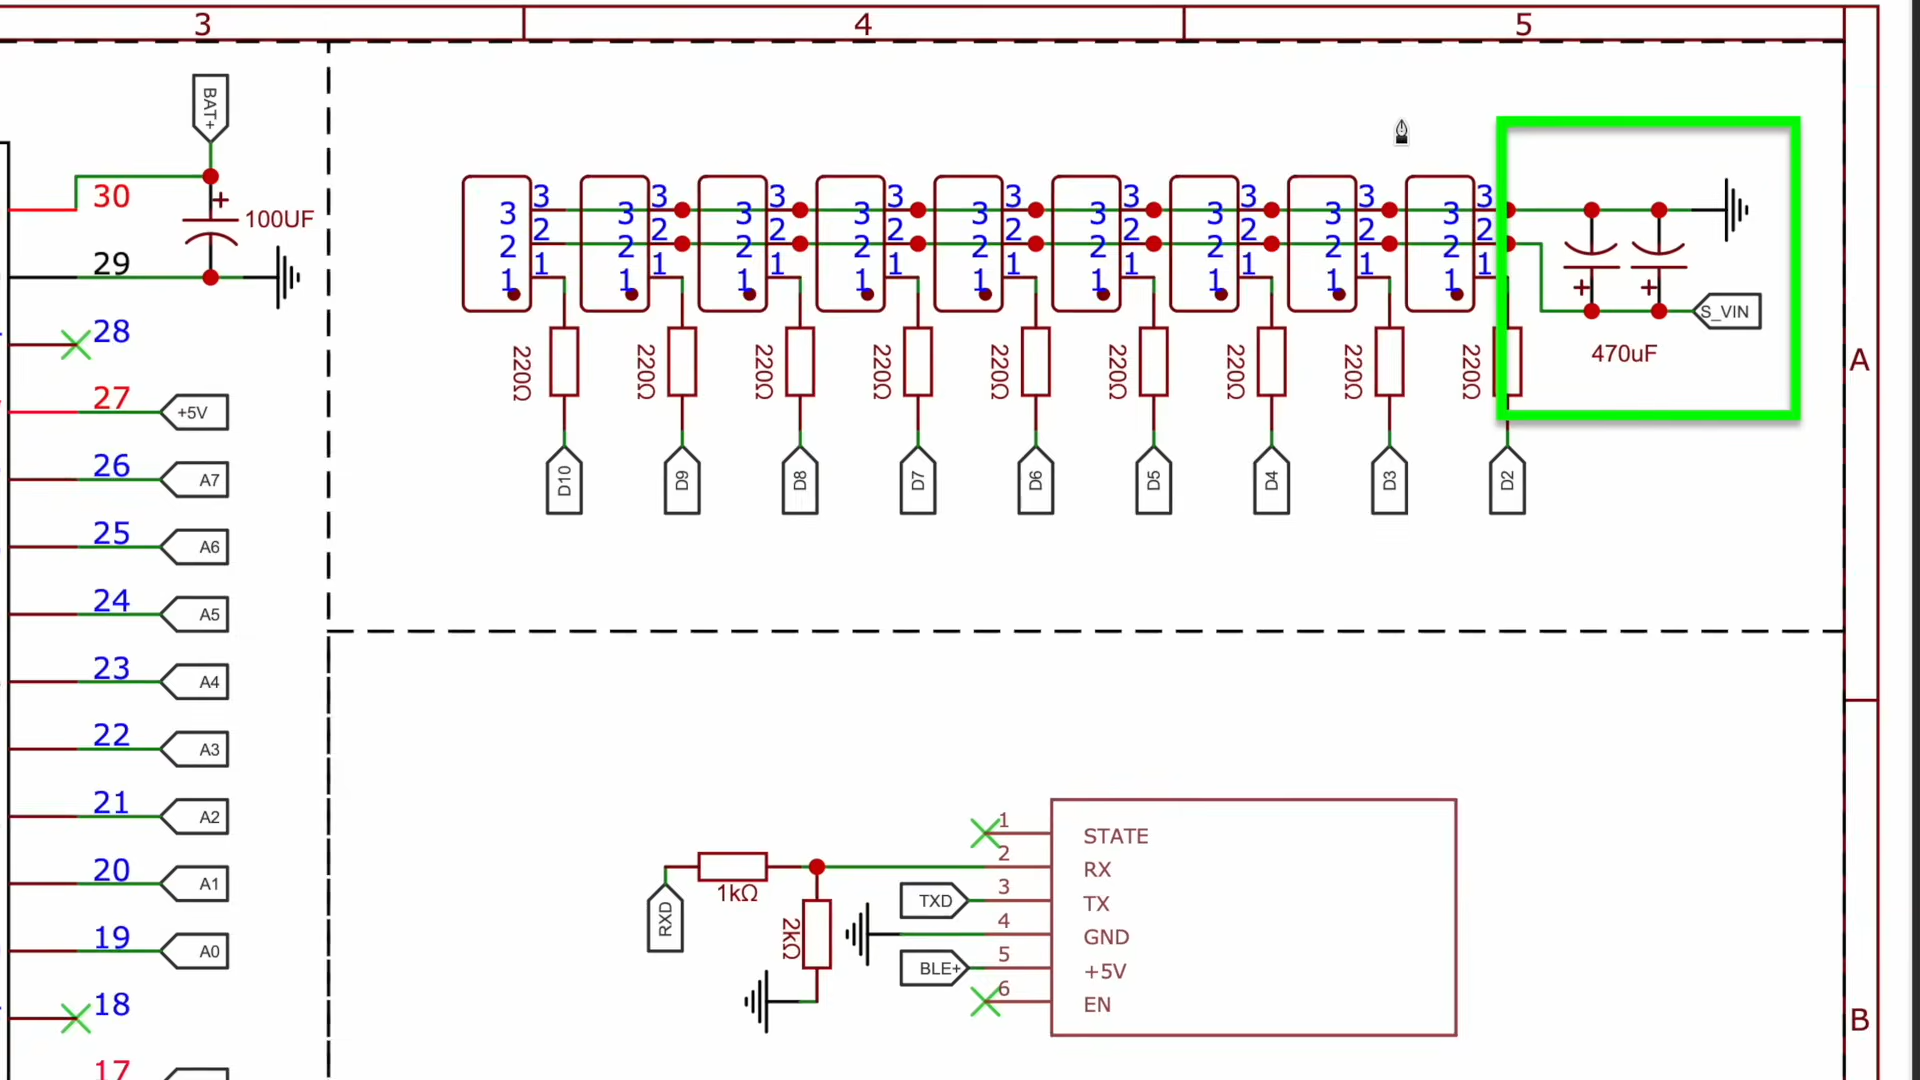 3 4 5
BAT+
30
+
100UF
29
28
27 +5V
26 A7
25 A6
24 A5
23 A4
22 A3
21 A2
20 A1
19 A0
18
17
3 3 3 3 3 3 3 3 3
3 3 3 3 3 3 3 3 3
2 2 2 2 2 2 2 2 2
2 2 2 2 2 2 2 2 2
1 1 1 1 1 1 1 1 1
1 1 1 1 1 1 1 1 1
+ +
S_VIN
470uF
220Ω 220Ω 220Ω 220Ω 220Ω 220Ω 220Ω 220Ω 220Ω
D10 D9 D8 D7 D6 D5 D4 D3 D2
A
1 STATE
2 RX
3 TX
4 GND
5 +5V
6 EN
TXD
BLE+
1kΩ
RXD
2kΩ
B